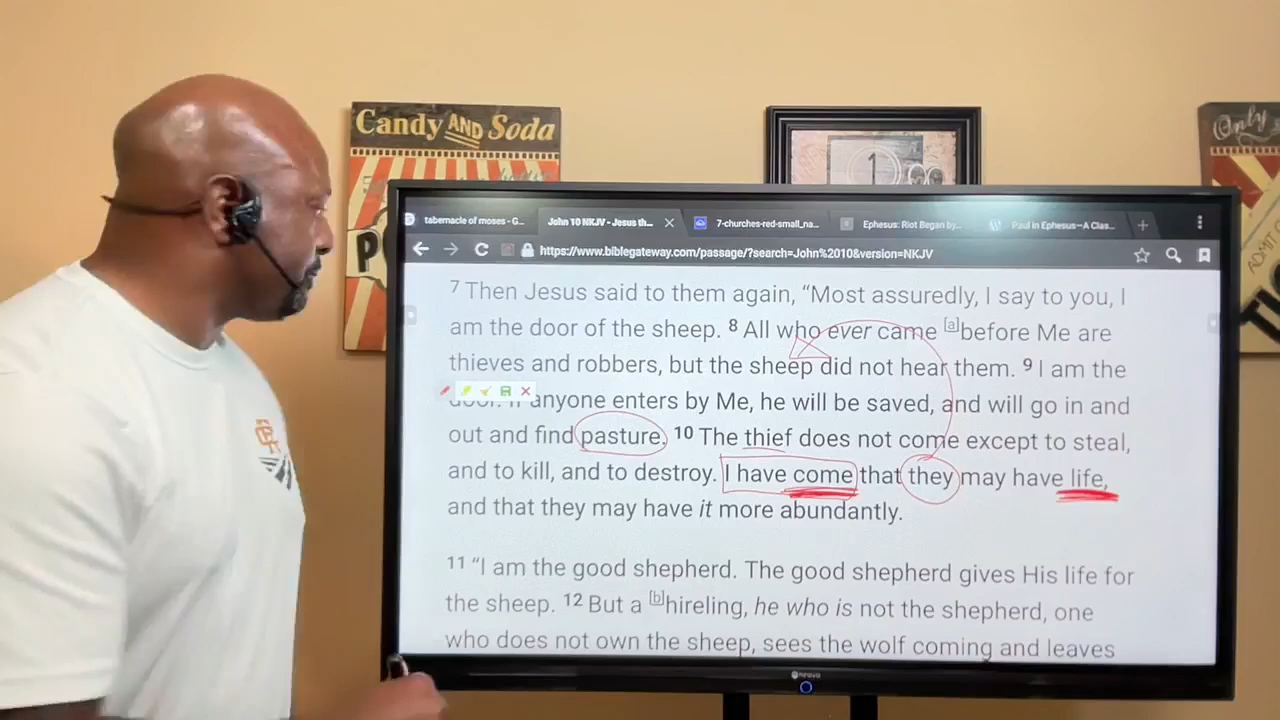 Candy AND Soda
1
Only
ADMIT
tabernacle of moses - G...
John 10 NKJV - Jesus th...
7-churches-red-small_na...
Ephesus: Riot Began by...
Paul in Ephesus—A Clas...
https://www.biblegateway.com/passage/?search=John%2010&version=NKJV
7 Then Jesus said to them again, “Most assuredly, I say to you, I
am the door of the sheep. 8 All who ever came [a]before Me are
thieves and robbers, but the sheep did not hear them. 9 I am the
door. If anyone enters by Me, he will be saved, and will go in and
out and find pasture. 10 The thief does not come except to steal,
and to kill, and to destroy. I have come that they may have life,
and that they may have it more abundantly.
11 “I am the good shepherd. The good shepherd gives His life for
the sheep. 12 But a [b]hireling, he who is not the shepherd, one
who does not own the sheep, sees the wolf coming and leaves
newline